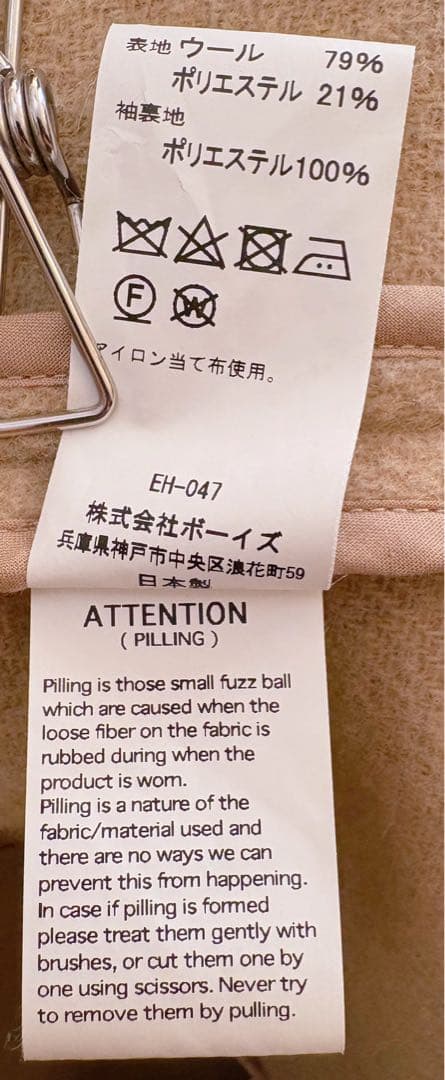 表地 ウール 79%
ポリエステル 21%
袖裏地
ポリエステル100%
F W
アイロン当て布使用。
EH-047
株式会社ボーイズ
兵庫県神戸市中央区浪花町59
日本製
ATTENTION
( PILLING )
Pilling is those small fuzz ball
which are caused when the
loose fiber on the fabric is
rubbed during when the
product is worn.
Pilling is a nature of the
fabric/material used and
there are no ways we can
prevent this from happening.
In case if pilling is formed
please treat them gently with
brushes, or cut them one by
one using scissors. Never try
to remove them by pulling.